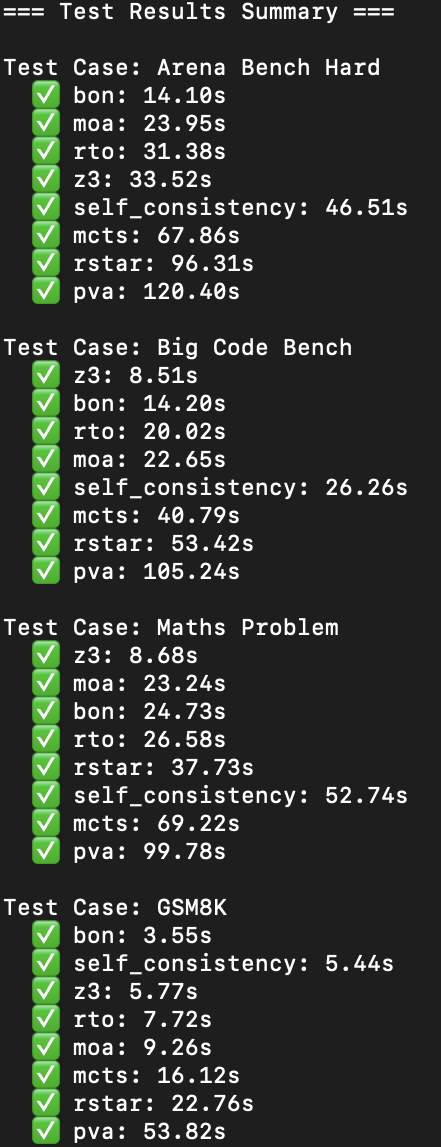 === Test Results Summary ===
Test Case: Arena Bench Hard
✅ bon: 14.10s
✅ moa: 23.95s
✅ rto: 31.38s
✅ z3: 33.52s
✅ self_consistency: 46.51s
✅ mcts: 67.86s
✅ rstar: 96.31s
✅ pva: 120.40s
Test Case: Big Code Bench
✅ z3: 8.51s
✅ bon: 14.20s
✅ rto: 20.02s
✅ moa: 22.65s
✅ self_consistency: 26.26s
✅ mcts: 40.79s
✅ rstar: 53.42s
✅ pva: 105.24s
Test Case: Maths Problem
✅ z3: 8.68s
✅ moa: 23.24s
✅ bon: 24.73s
✅ rto: 26.58s
✅ rstar: 37.73s
✅ self_consistency: 52.74s
✅ mcts: 69.22s
✅ pva: 99.78s
Test Case: GSM8K
✅ bon: 3.55s
✅ self_consistency: 5.44s
✅ z3: 5.77s
✅ rto: 7.72s
✅ moa: 9.26s
✅ mcts: 16.12s
✅ rstar: 22.76s
✅ pva: 53.82s